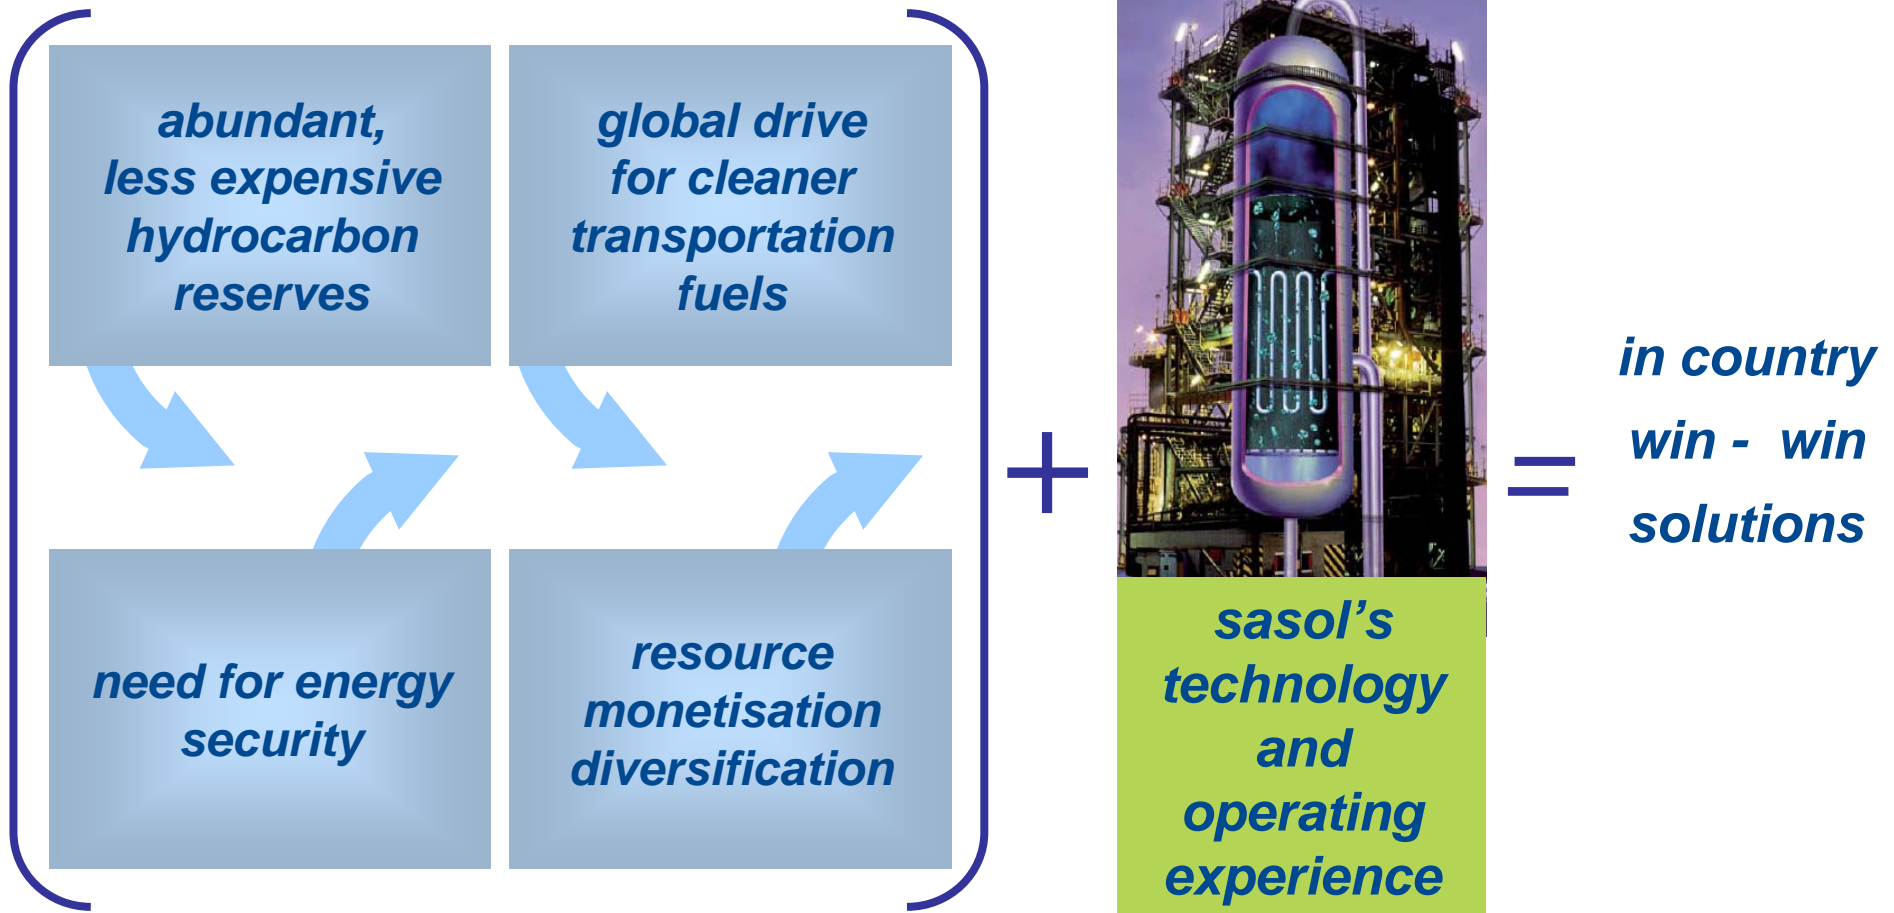 abundant,
less expensive
hydrocarbon
reserves
global drive
for cleaner
transportation
fuels
need for energy
security
resource
monetisation
diversification
+
sasol’s
technology
and
operating
experience
=
in country
win -  win
solutions